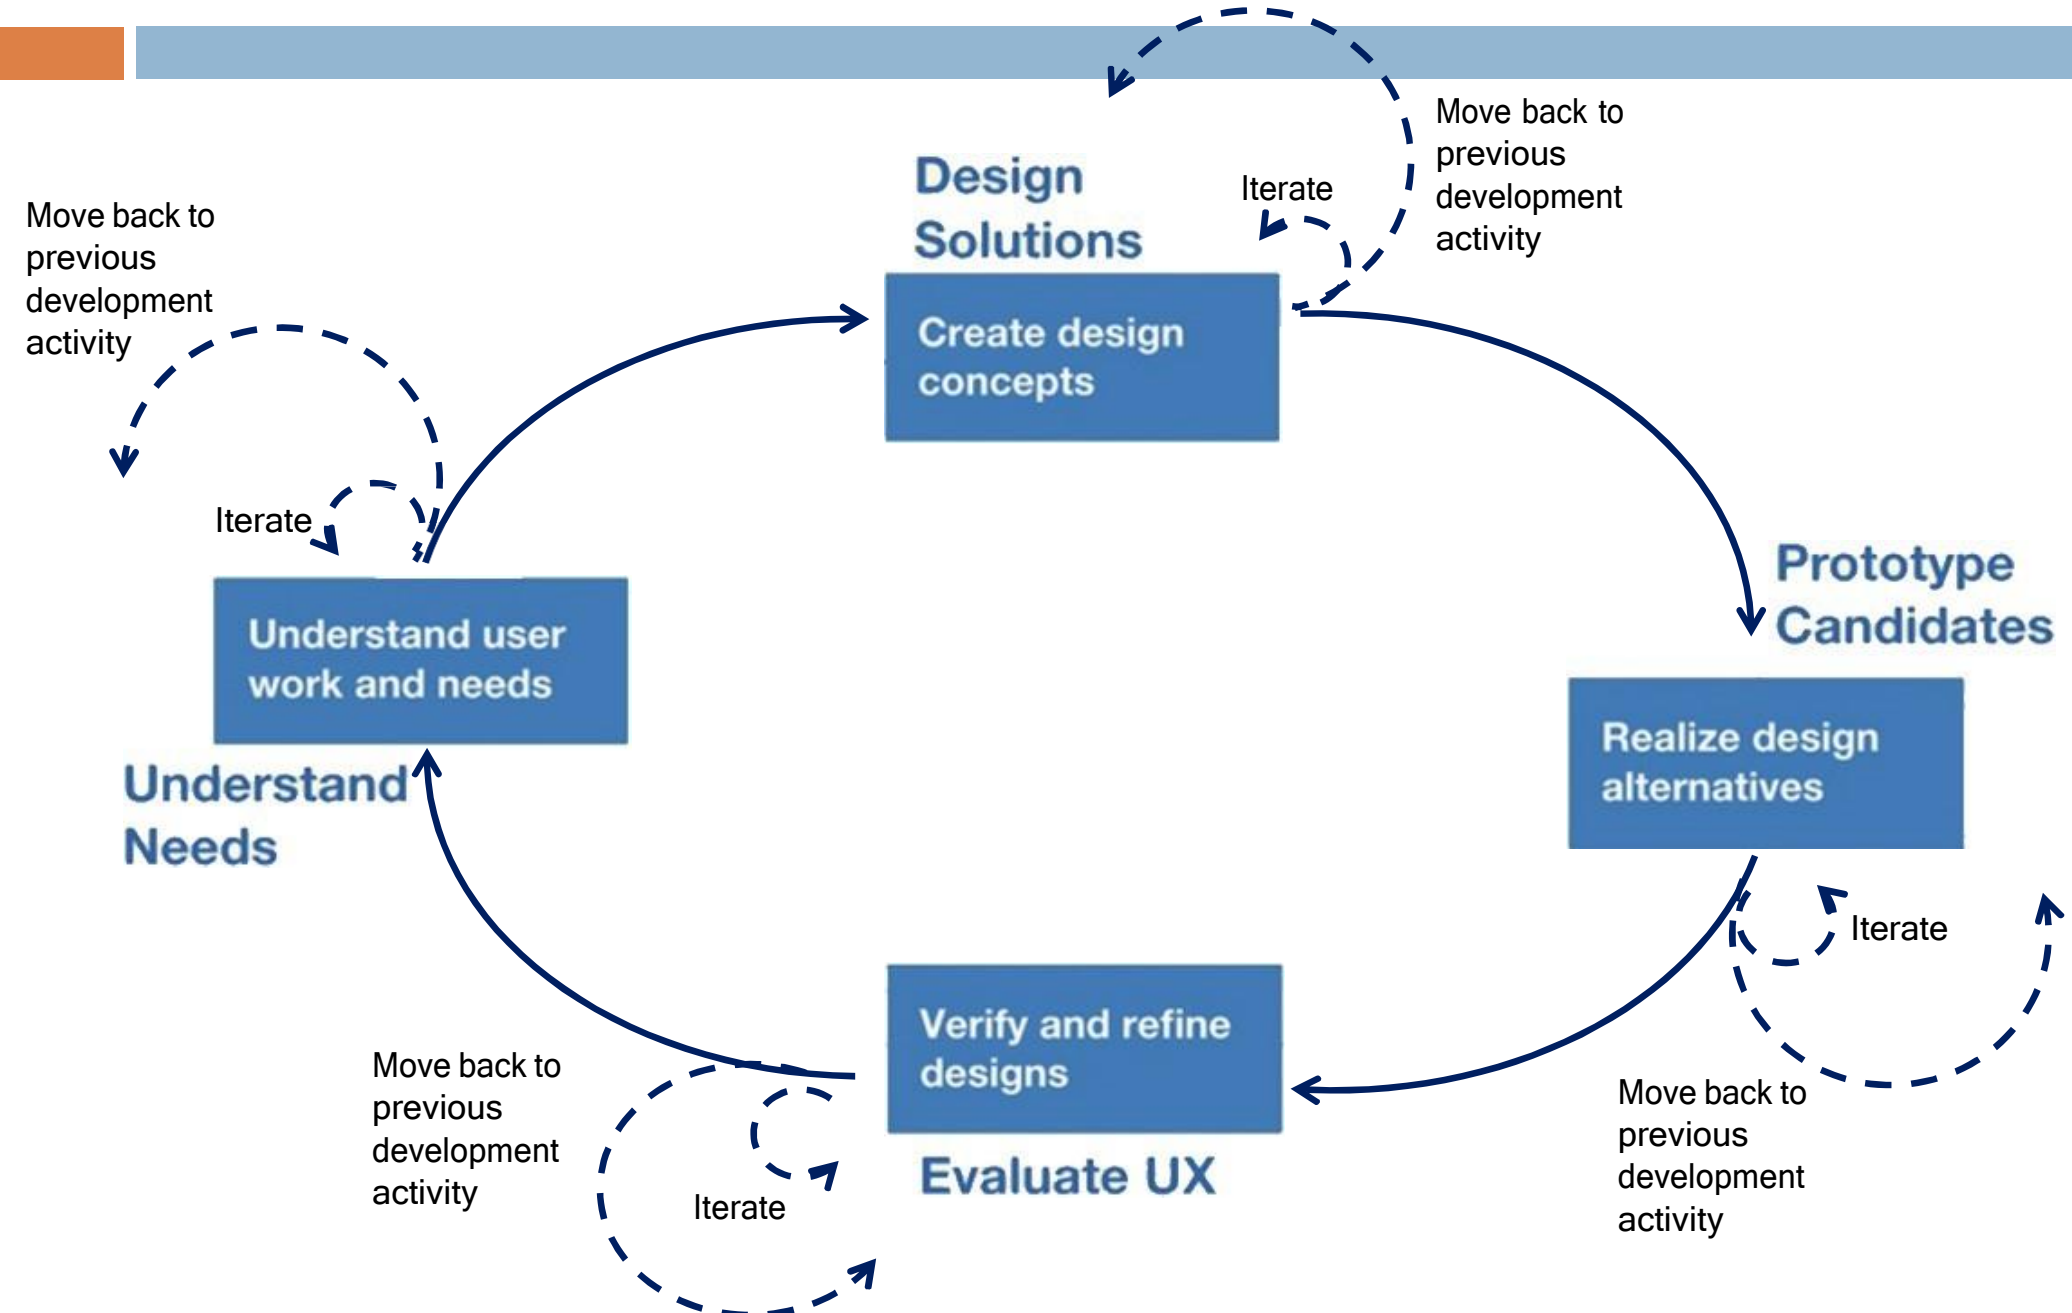 Move back to
previous
development
activity
Design
Solutions
Iterate
Move back to
previous
development
activity
Create design
concepts
Iterate
Understand user
work and needs
Understand
Needs
Prototype
Candidates
Realize design
alternatives
Iterate
Move back to
previous
development
activity
Verify and refine
designs
Evaluate UX
Move back to
previous
development
activity
Iterate